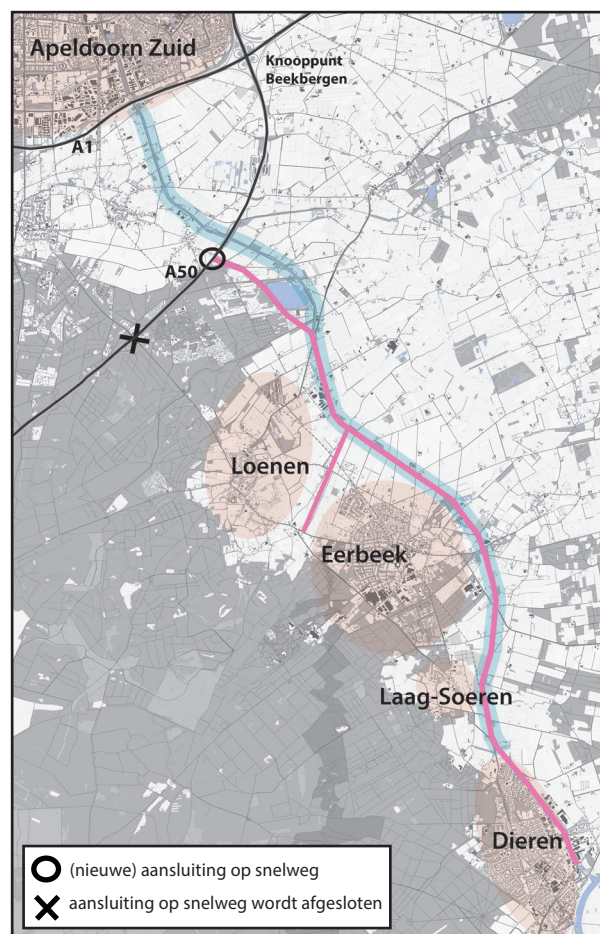 Apeldoorn Zuid
Knooppunt
Beekbergen
A1
A50
Loenen
Eerbeek
Laag-Soeren
Dieren
(nieuwe) aansluiting op snelweg
aansluiting op snelweg wordt afgesloten